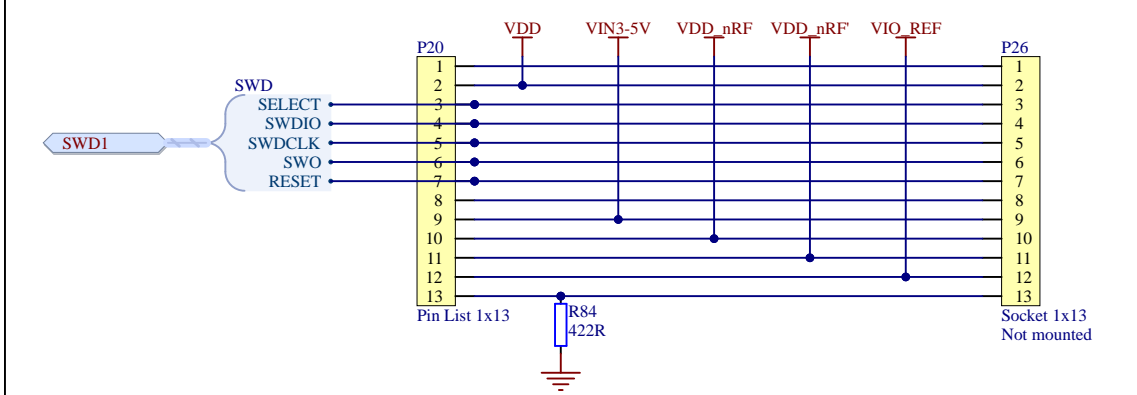 VDD VIN3-5V VDD_nRF VDD_nRF' VIO_REF
P20 P26
1 1
2 2
SWD
SELECT 3 3
SWDIO 4 4
SWD1 SWDCLK 5 5
SWO 6 6
RESET 7 7
8 8
9 9
10 10
11 11
12 12
13 13
Pin List 1x13 R84 Socket 1x13
422R Not mounted